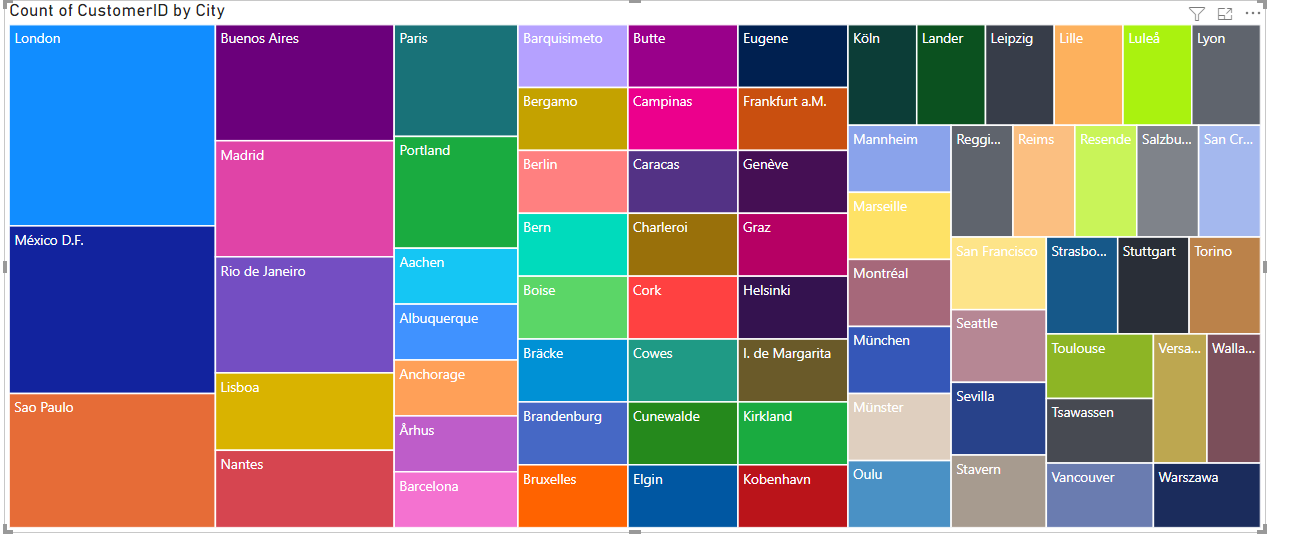 Count of CustomerID by City
London
México D.F.
Sao Paulo
Buenos Aires
Madrid
Rio de Janeiro
Lisboa
Nantes
Paris
Portland
Aachen
Albuquerque
Anchorage
Århus
Barcelona
Barquisimeto
Bergamo
Berlin
Bern
Boise
Bräcke
Brandenburg
Bruxelles
Butte
Campinas
Caracas
Charleroi
Cork
Cowes
Cunewalde
Elgin
Eugene
Frankfurt a.M.
Genève
Graz
Helsinki
I. de Margarita
Kirkland
Kobenhavn
Köln
Lander
Leipzig
Lille
Luleå
Lyon
Mannheim
Marseille
Montréal
München
Münster
Oulu
Reggi...
Reims
Resende
Salzbu...
San Cr...
San Francisco
Seattle
Sevilla
Stavern
Strasbo...
Stuttgart
Torino
Toulouse
Tsawassen
Vancouver
Versa...
Walla...
Warszawa